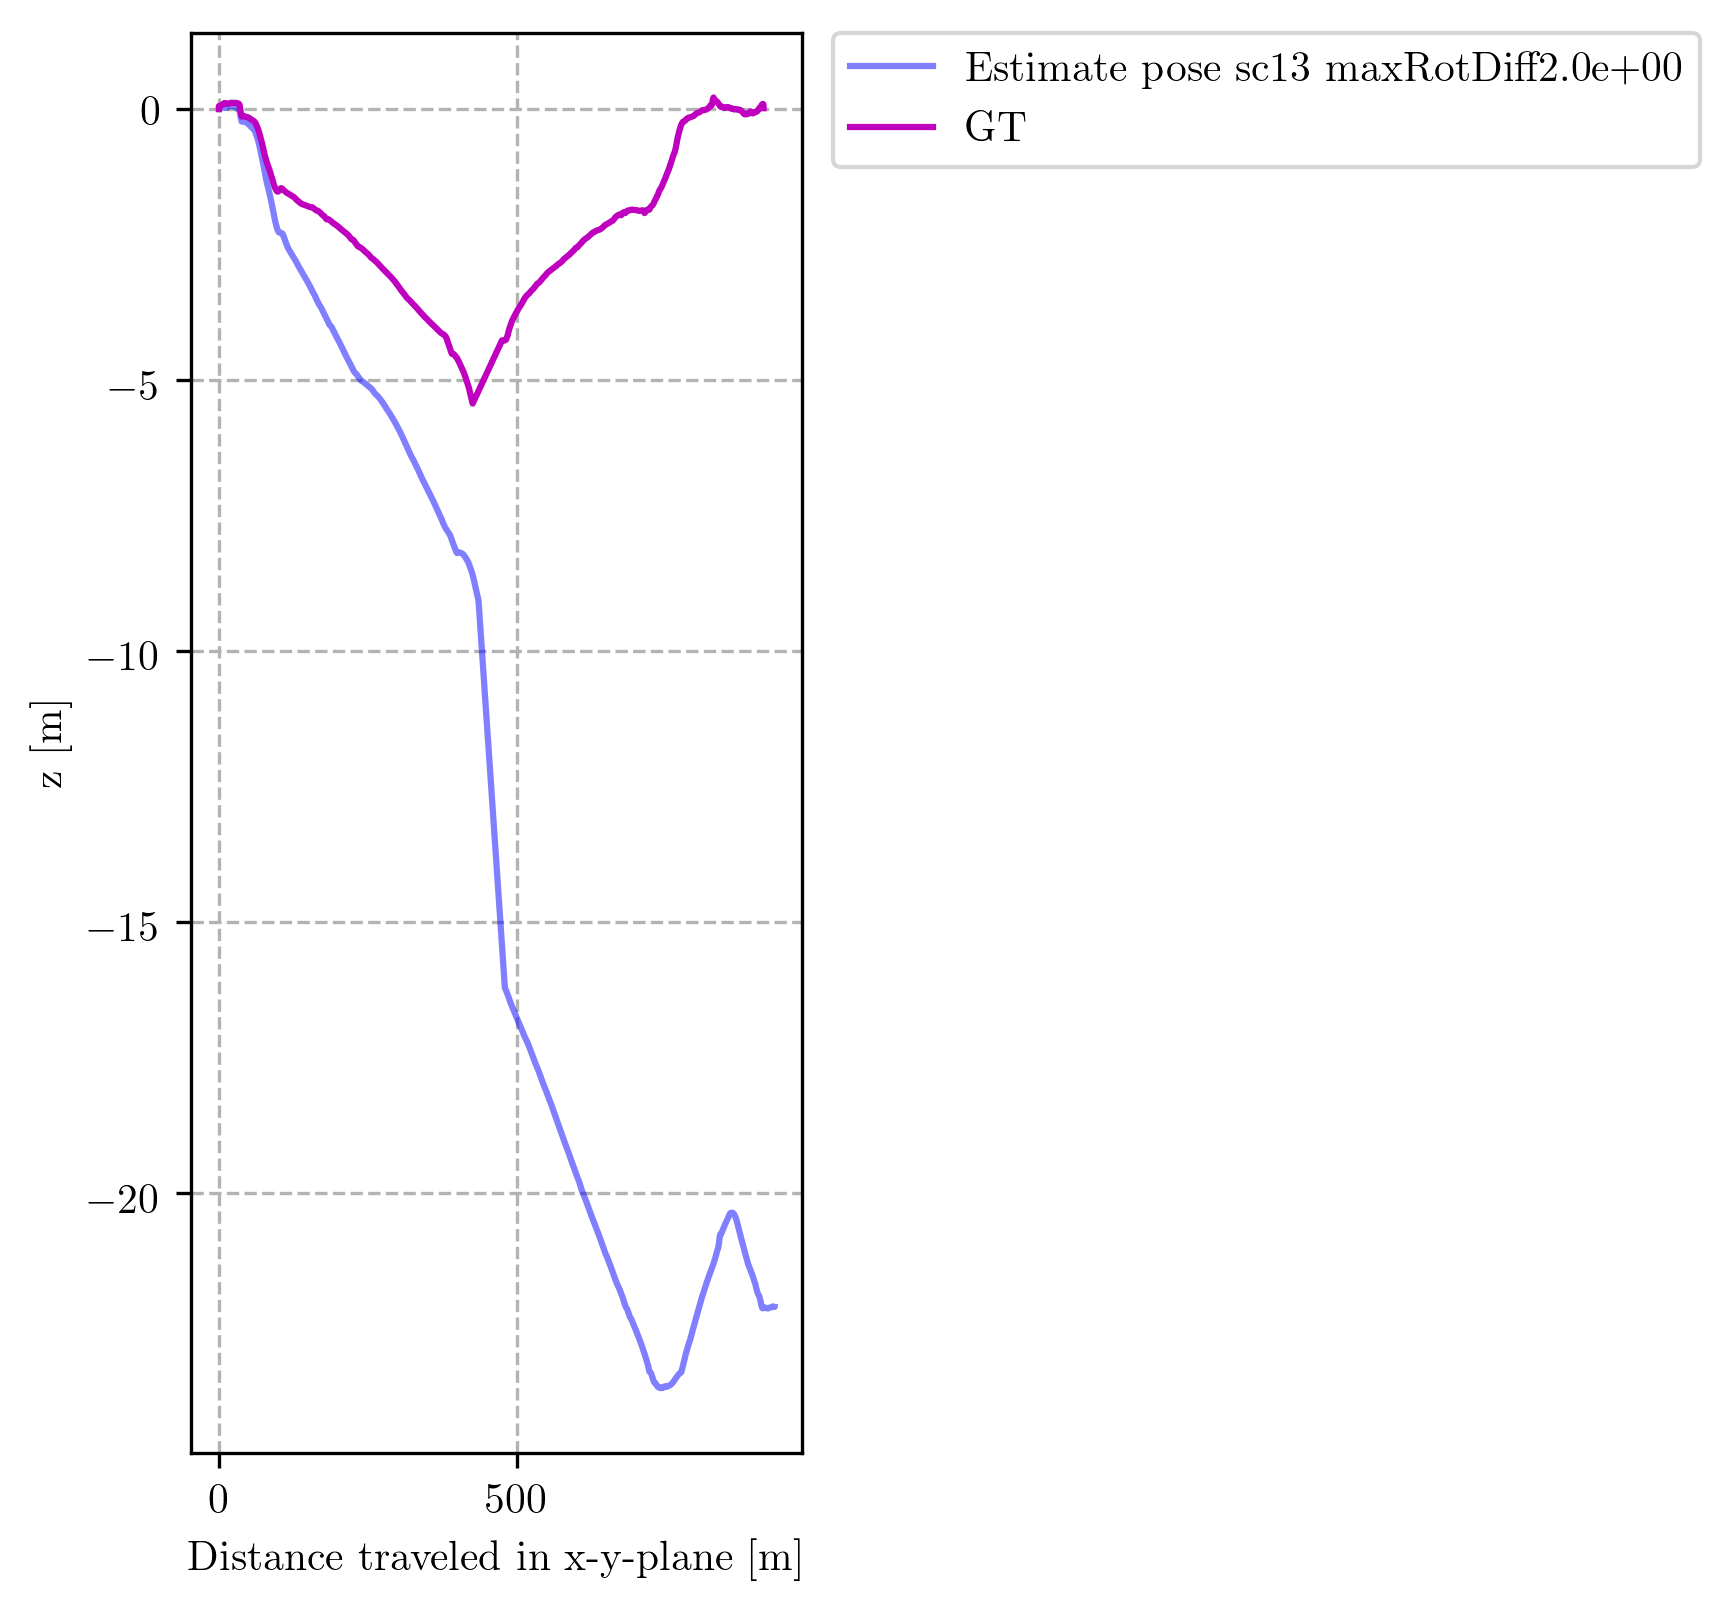 Estimate pose sc13 maxRotDiff2.0e+00
GT
0
−5
−10
−15
−20
z [m]
0
500
Distance traveled in x-y-plane [m]